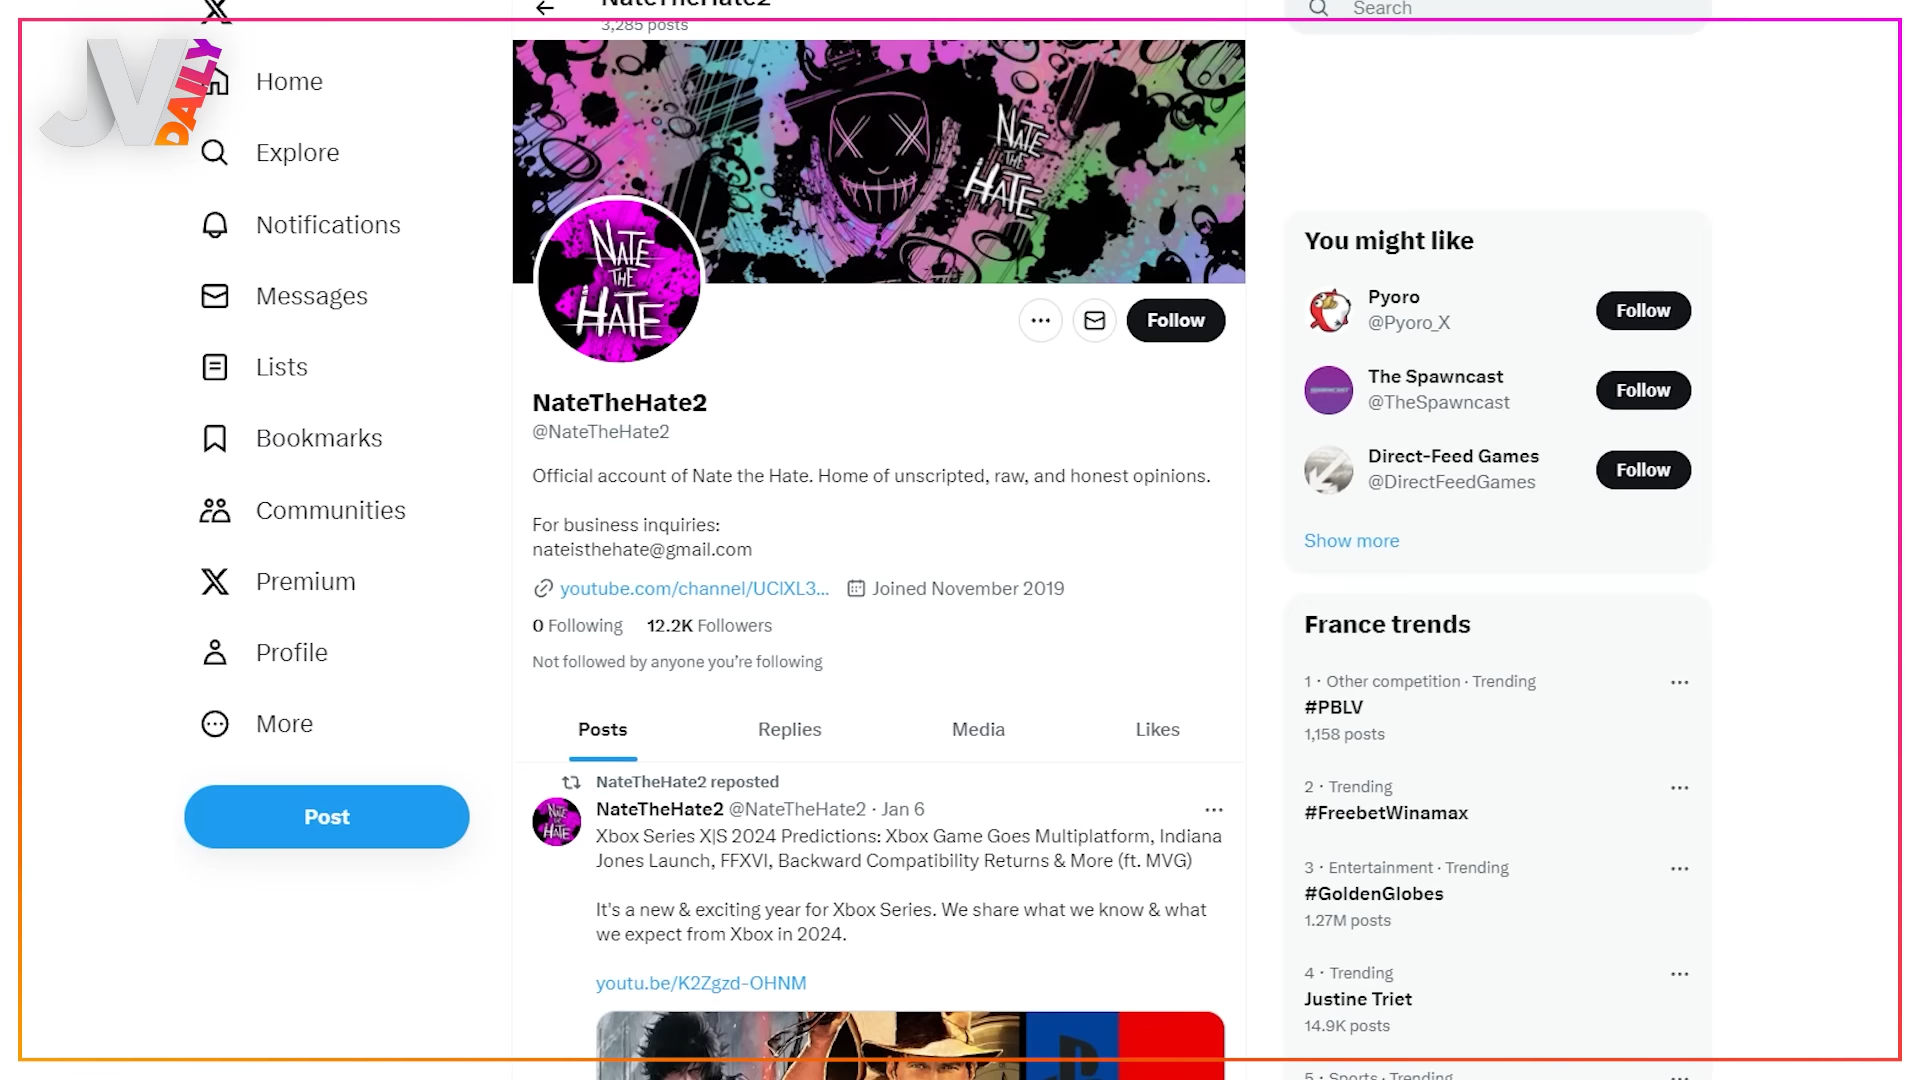 NateTheHate2
3,285 posts
JV
DAILY
Home
Explore
Notifications
Messages
Lists
Bookmarks
Communities
Premium
Profile
More
Post
NATE
THE
HATE
NATE
THE
HATE
Follow
NateTheHate2
@NateTheHate2
Official account of Nate the Hate. Home of unscripted, raw, and honest opinions.
For business inquiries:
nateisthehate@gmail.com
youtube.com/channel/UClXL3... Joined November 2019
0 Following 12.2K Followers
Not followed by anyone you’re following
Posts Replies Media Likes
NateTheHate2 reposted
NateTheHate2 @NateTheHate2 · Jan 6
Xbox Series X|S 2024 Predictions: Xbox Game Goes Multiplatform, Indiana
Jones Launch, FFXVI, Backward Compatibility Returns & More (ft. MVG)
It's a new & exciting year for Xbox Series. We share what we know & what
we expect from Xbox in 2024.
youtu.be/K2Zgzd-OHNM
Search
You might like
Pyoro
@Pyoro_X
Follow
The Spawncast
@TheSpawncast
Follow
Direct-Feed Games
@DirectFeedGames
Follow
Show more
France trends
1 · Other competition · Trending
#PBLV
1,158 posts
2 · Trending
#FreebetWinamax
3 · Entertainment · Trending
#GoldenGlobes
1.27M posts
4 · Trending
Justine Triet
14.9K posts
5 · Sports · Trending